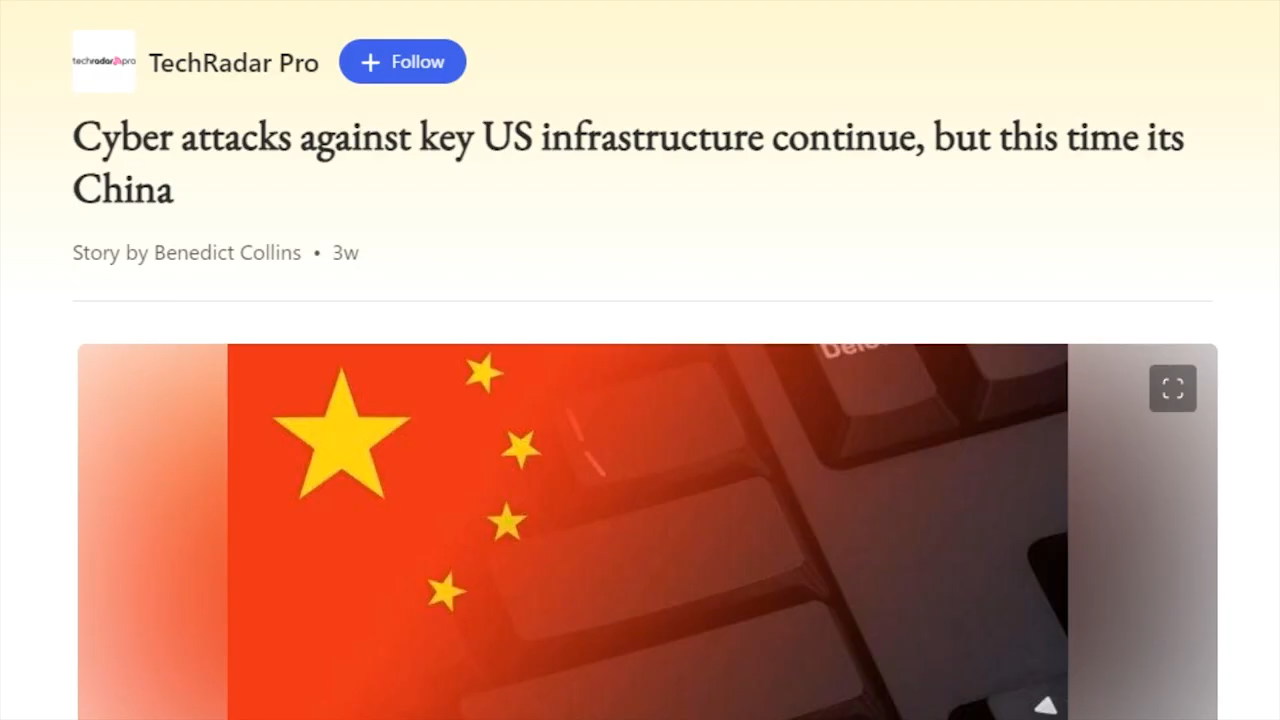 techradar pro
TechRadar Pro
+ Follow
Cyber attacks against key US infrastructure continue, but this time its
China
Story by Benedict Collins • 3w